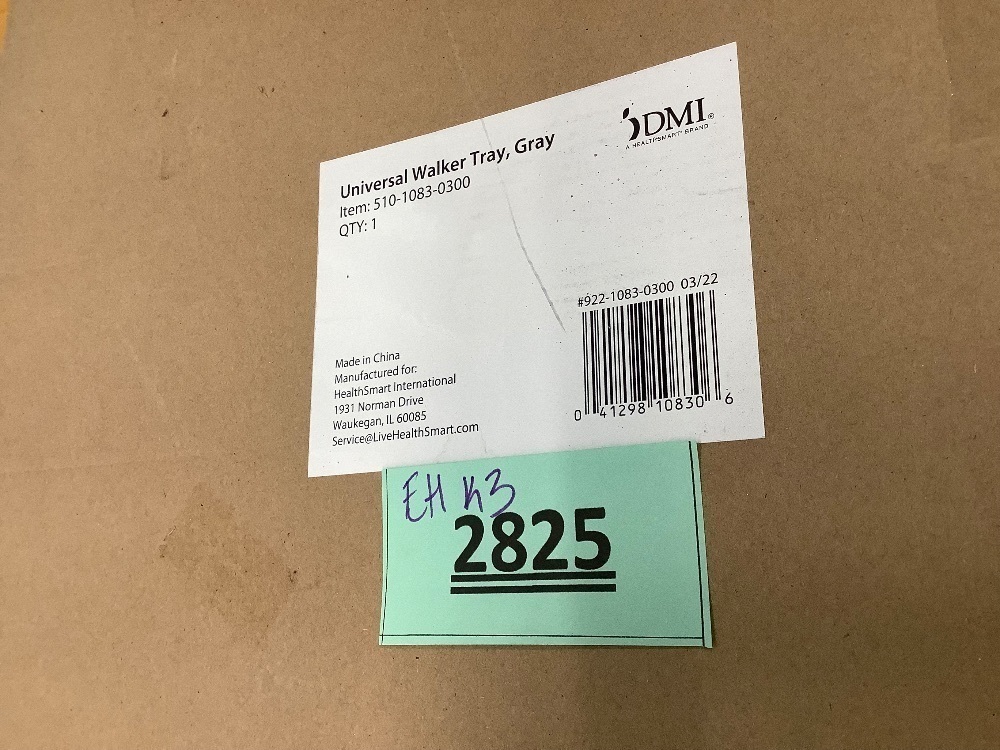 Universal Walker Tray, Gray
Item: 510-1083-0300
QTY: 1
DMI®
A HEALTHSMART® BRAND
#922-1083-0300 03/22
0 41298 10830 6
Made in China
Manufactured for:
HealthSmart International
1931 Norman Drive
Waukegan, IL 60085
Service@LiveHealthSmart.com
EH K3
2825